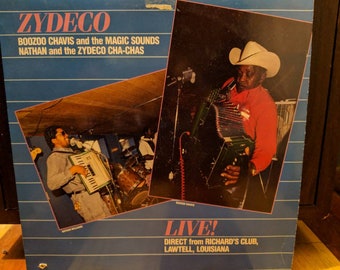 ZYDECO
BOOZOO CHAVIS and the MAGIC SOUNDS
NATHAN and the ZYDECO CHA-CHAS
LIVE!
DIRECT from RICHARD'S CLUB,
LAWTELL, LOUISIANA